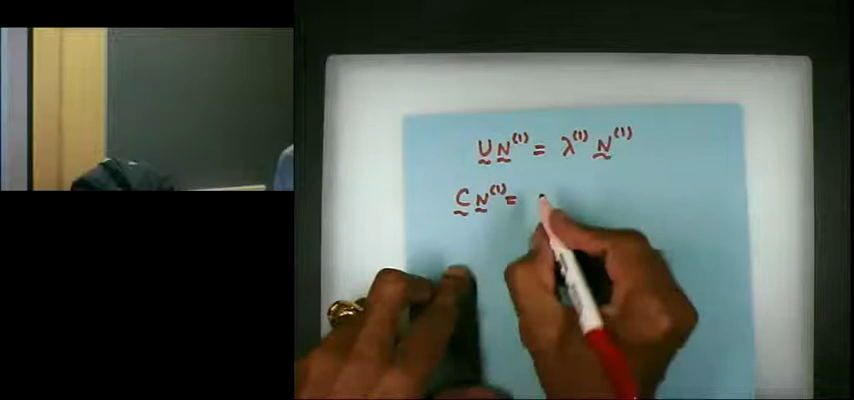 U N⁽¹⁾ = λ⁽¹⁾ N⁽¹⁾
C N⁽¹⁾ =